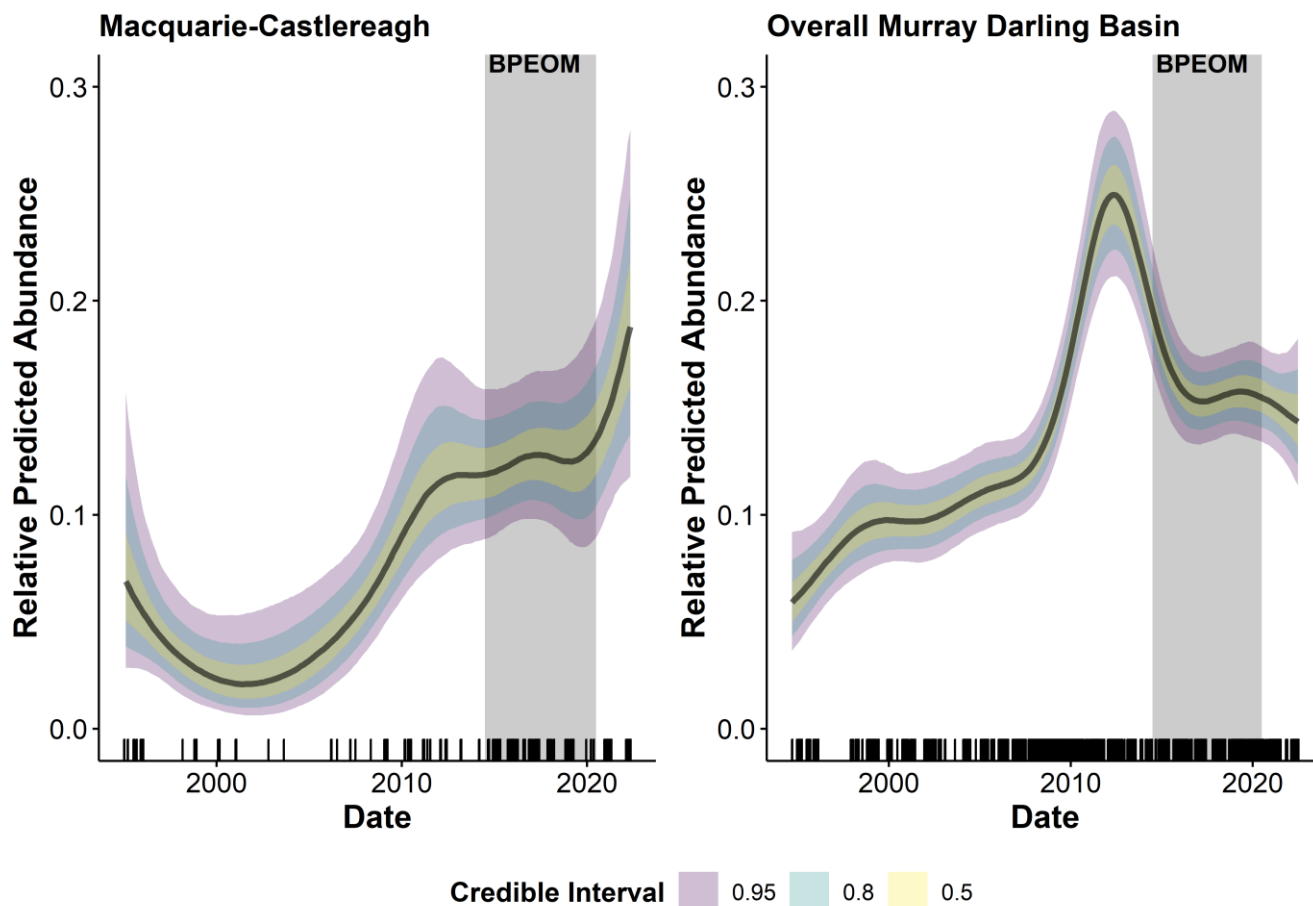 Macquarie-Castlereagh
BPEOM
0.3
0.2
0.1
0.0
Relative Predicted Abundance
2000
2010
2020
Date
Overall Murray Darling Basin
BPEOM
0.3
0.2
0.1
0.0
Relative Predicted Abundance
2000
2010
2020
Date
Credible Interval
0.95
0.8
0.5